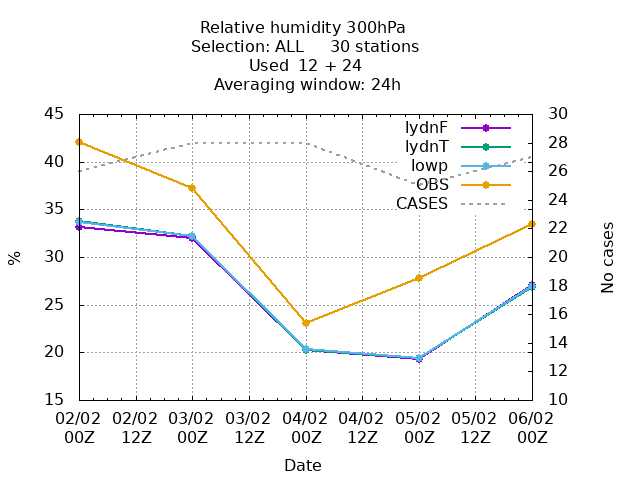 Relative humidity 300hPa
Selection: ALL     30 stations
Used  12 + 24
Averaging window: 24h
45
40
35
30
25
20
15
%
30
28
26
24
22
20
18
16
14
12
10
No cases
lydnF
lydnT
lowp
OBS
CASES
02/02 02/02 03/02 03/02 04/02 04/02 05/02 05/02 06/02
00Z 12Z 00Z 12Z 00Z 12Z 00Z 12Z 00Z
Date